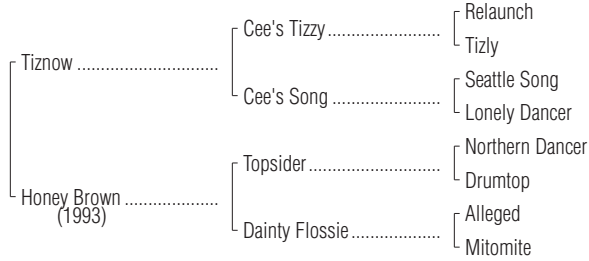 Relaunch
Cee's Tizzy
Tizly
Tiznow
Seattle Song
Cee's Song
Lonely Dancer
Northern Dancer
Topsider
Drumtop
Honey Brown
(1993)
Alleged
Dainty Flossie
Mitomite